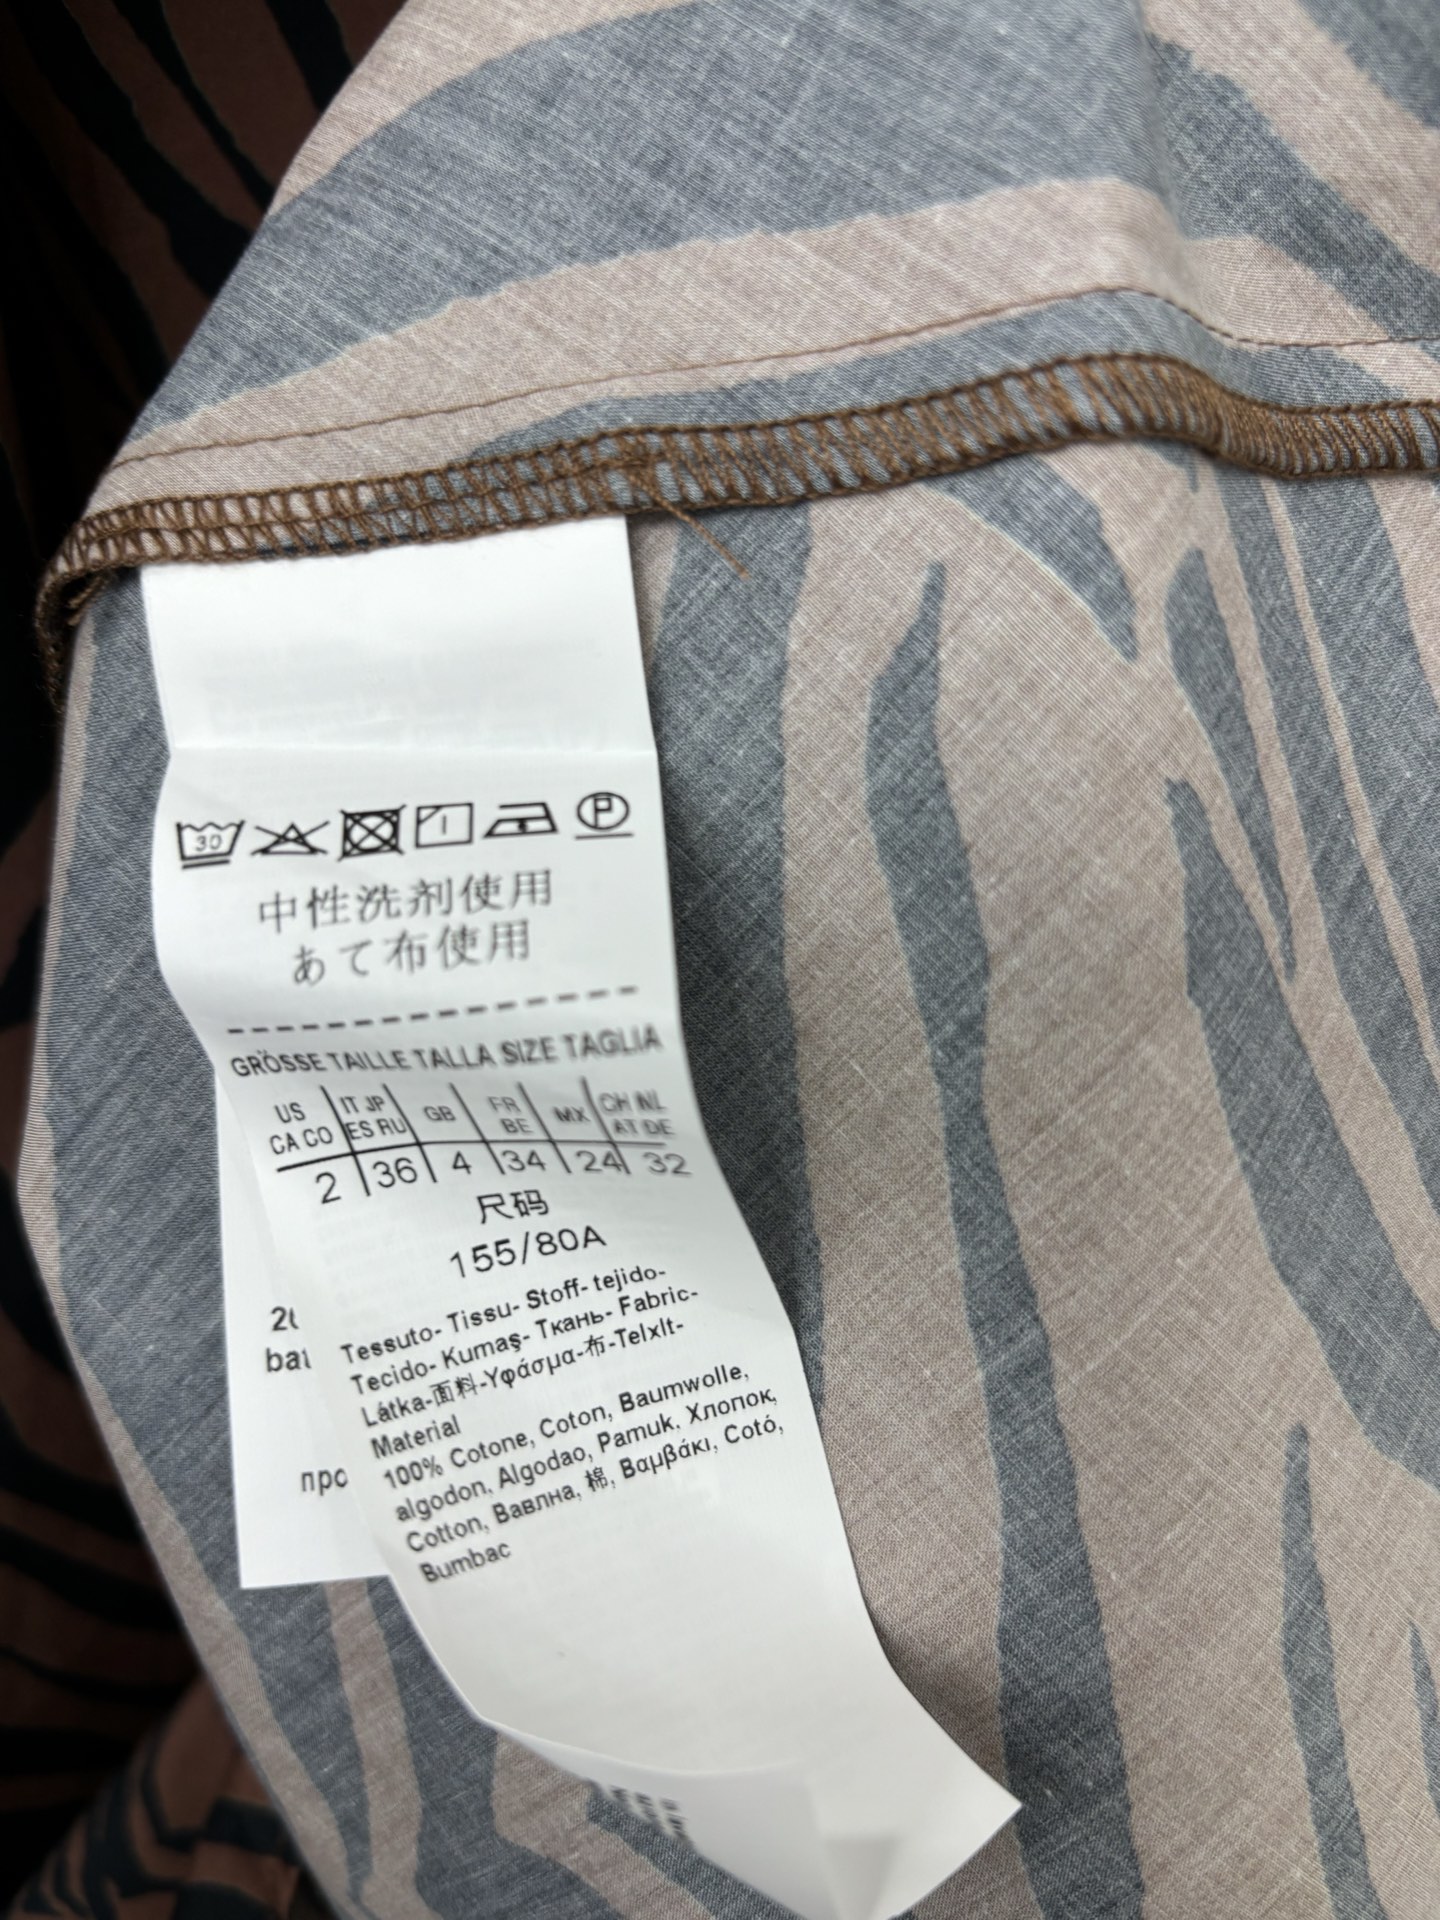 30
P
中性洗剤使用
あて布使用
GRÖSSE TAILLE TALLA SIZE TAGLIA
US CA CO | IT JP ES RU | GB | FR BE | MX | CH NL AT DE
2 | 36 | 4 | 34 | 24 | 32
尺码
155/80A
Tessuto- Tissu- Stoff- tejido-
Tecido- Kumaş- Ткань- Fabric-
Látka-面料-Υφάσμα-布-Telxlt-
Material
100% Cotone, Coton, Baumwolle,
algodon, Algodao, Pamuk. Хлопок,
Cotton, Вавлна, 棉, Βαμβάκι, Cotó,
Bumbac